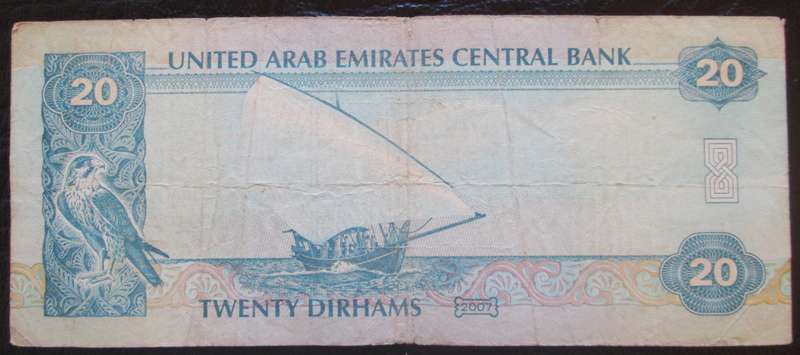 20
UNITED ARAB EMIRATES CENTRAL BANK
20
20
TWENTY DIRHAMS
2007